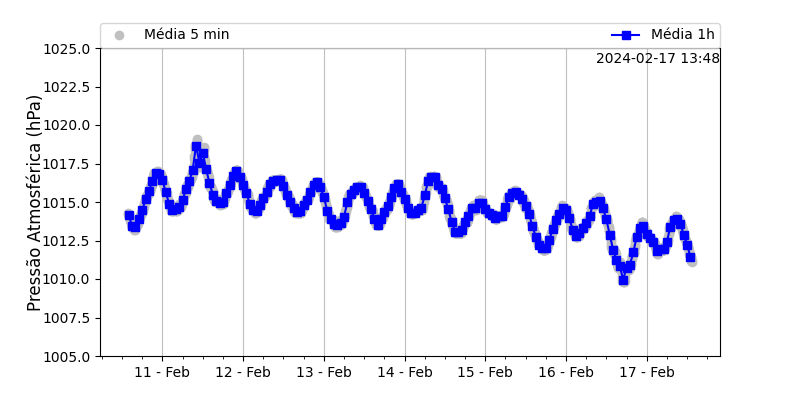 Média 5 min
Média 1h
2024-02-17 13:48
Pressão Atmosférica (hPa)
1025.0
1022.5
1020.0
1017.5
1015.0
1012.5
1010.0
1007.5
1005.0
11 - Feb
12 - Feb
13 - Feb
14 - Feb
15 - Feb
16 - Feb
17 - Feb